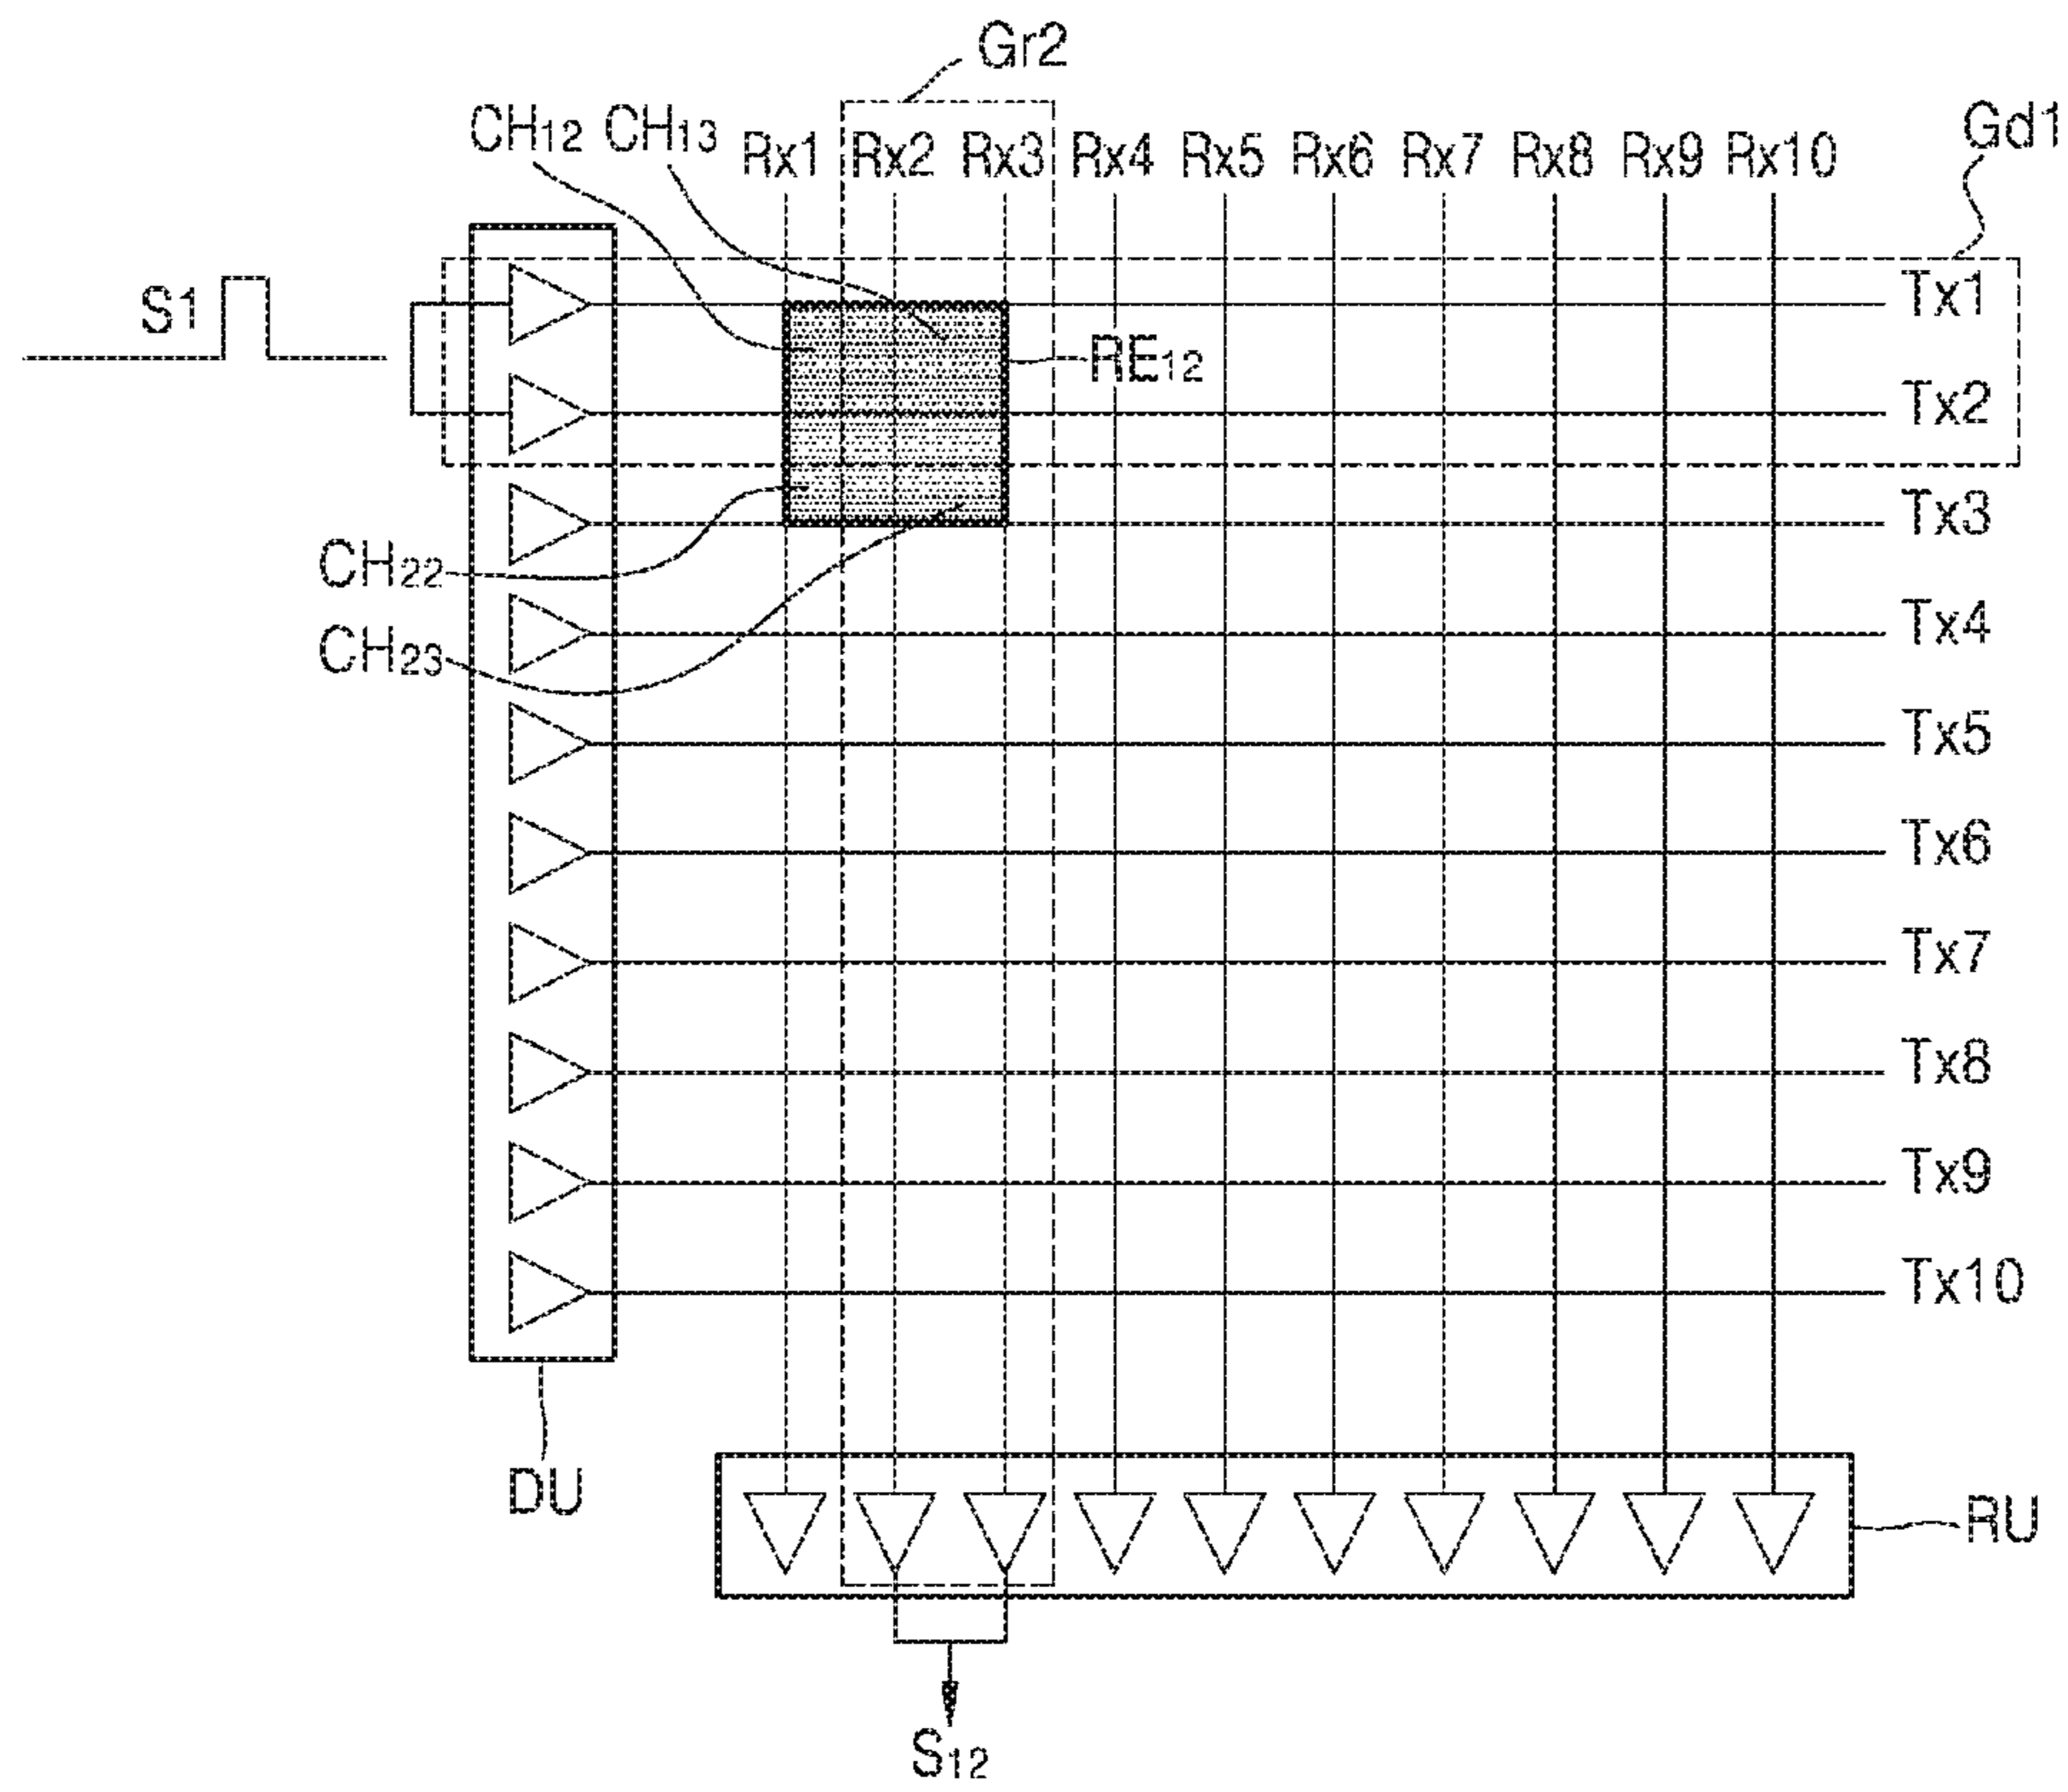 Gr2
Gd1
CH12 CH13
Rx1 Rx2 Rx3 Rx4 Rx5 Rx6 Rx7 Rx8 Rx9 Rx10
S1
Tx1
RE12
Tx2
Tx3
CH22
Tx4
CH23
Tx5
Tx6
Tx7
Tx8
Tx9
Tx10
DU
RU
S12